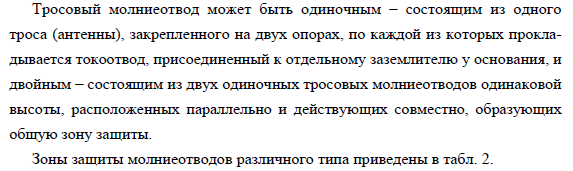 Тросовый молниеотвод может быть одиночным – состоящим из одного
троса (антенны), закрепленного на двух опорах, по каждой из которых прокла-
дывается токоотвод, присоединенный к отдельному заземлителю у основания, и
двойным – состоящим из двух одиночных тросовых молниеотводов одинаковой
высоты, расположенных параллельно и действующих совместно, образующих
общую зону защиты.
Зоны защиты молниеотводов различного типа приведены в табл. 2.